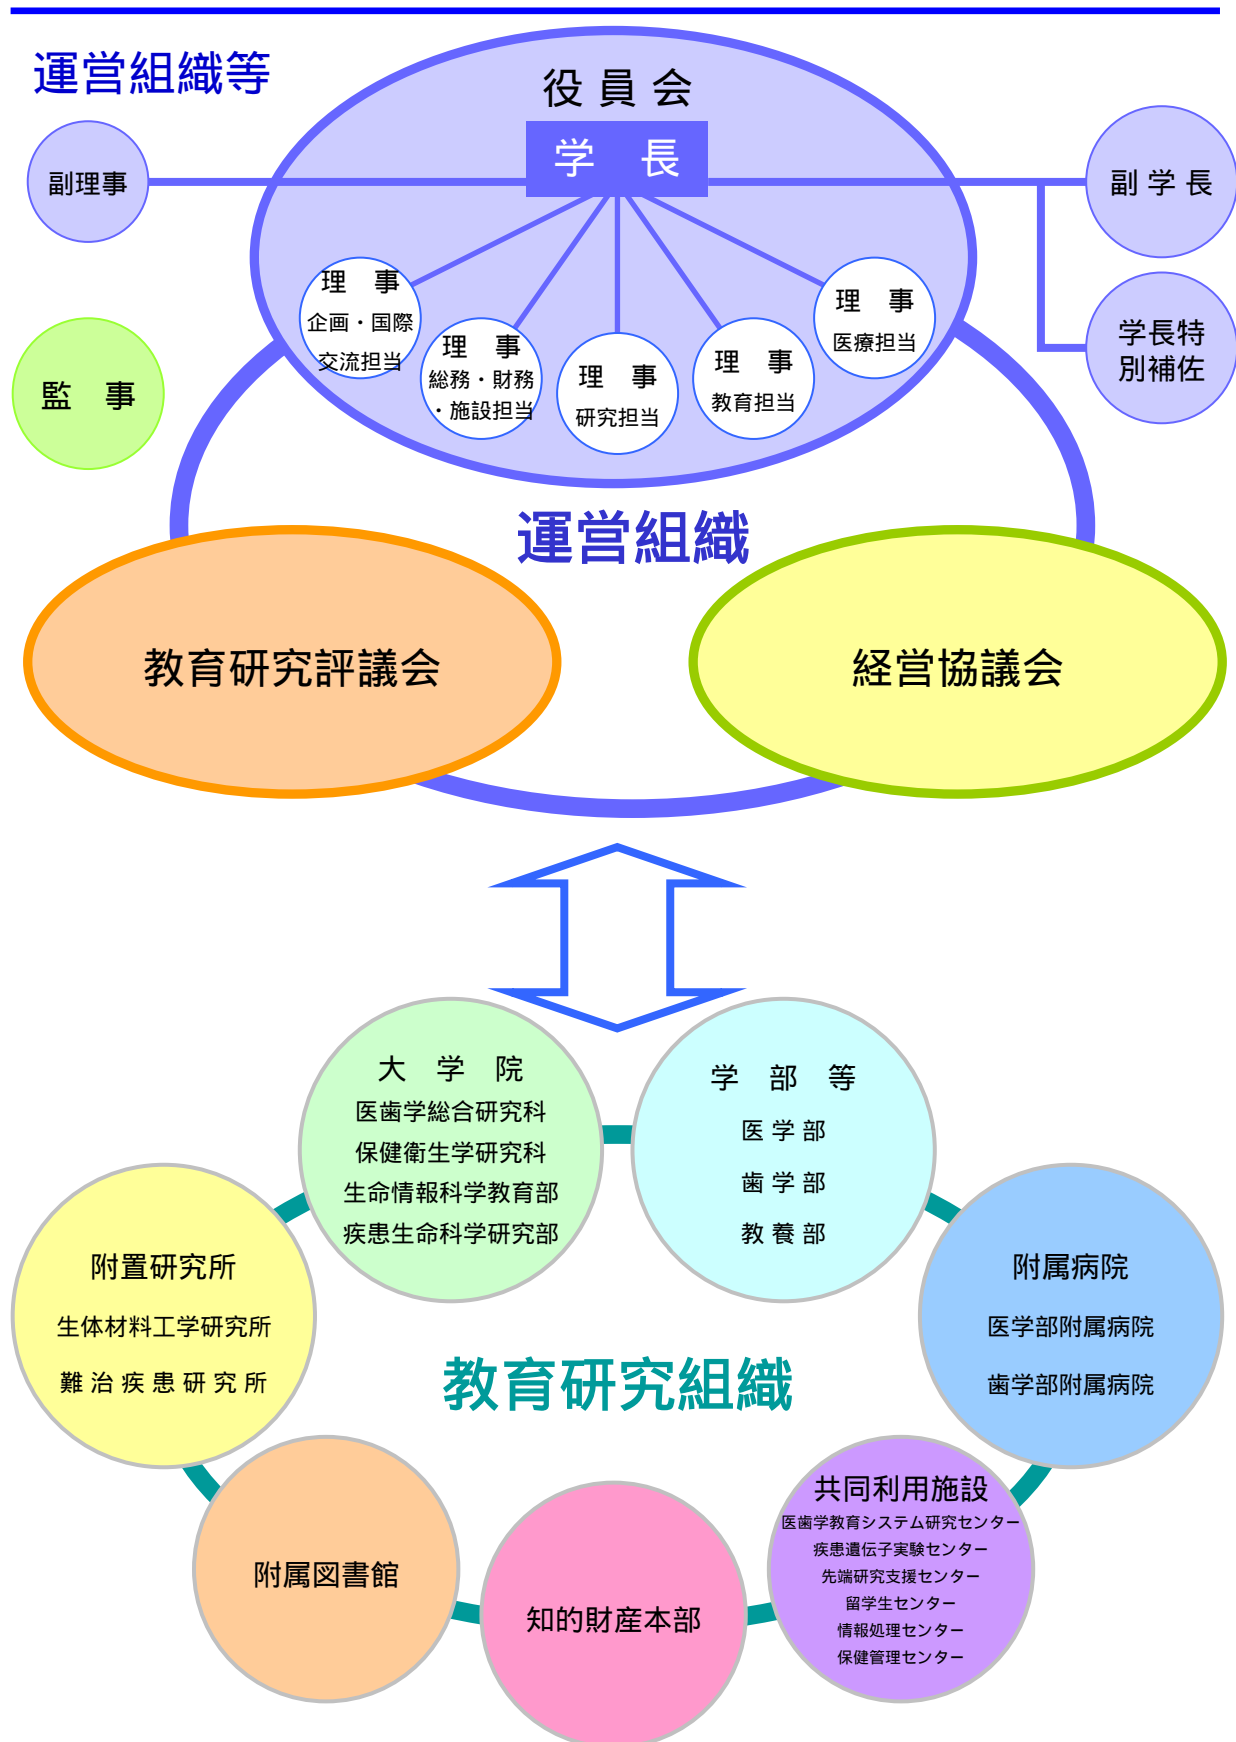 運営組織等
役 員 会
学　長
副理事
副 学 長
学長特
別補佐
監　事
理　事
企画・国際
交流担当
理　事
総務・財務
・施設担当
理　事
研究担当
理　事
教育担当
理　事
医療担当
運営組織
教育研究評議会
経営協議会
大　学　院
医歯学総合研究科
保健衛生学研究科
生命情報科学教育部
疾患生命科学研究部
学　部　等
医 学 部
歯 学 部
教 養 部
附置研究所
生体材料工学研究所
難 治 疾 患 研 究 所
附属病院
医学部附属病院
歯学部附属病院
教育研究組織
附属図書館
知的財産本部
共同利用施設
医歯学教育システム研究センター
疾患遺伝子実験センター
先端研究支援センター
留学生センター
情報処理センター
保健管理センター